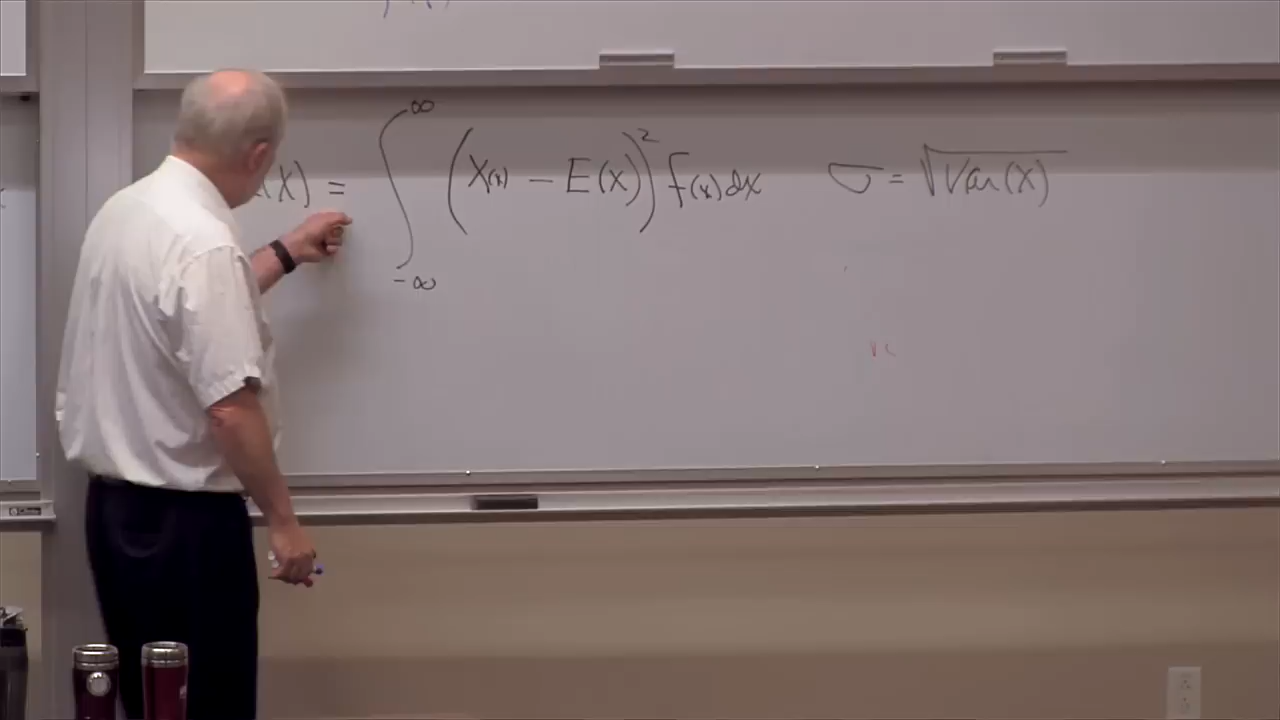 (X) = ∫_{-∞}^{∞} (X(x) - E(X))² f(x) dx   σ = √Var(X)